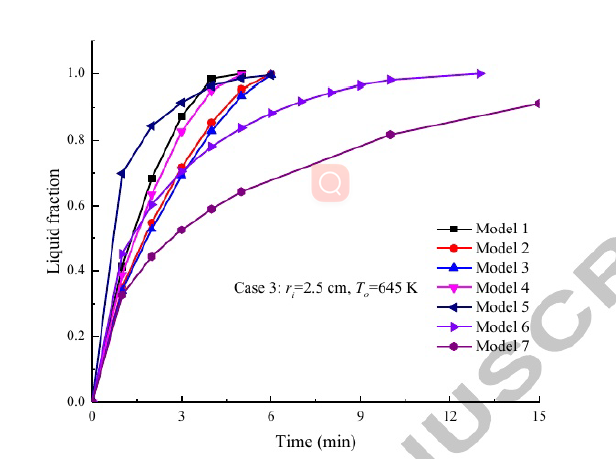 1.0
0.8
0.6
0.4
0.2
0.0
Liquid fraction
0
3
6
9
12
15
Time (min)
Case 3: rᵢ=2.5 cm, Tₒ=645 K
Model 1
Model 2
Model 3
Model 4
Model 5
Model 6
Model 7